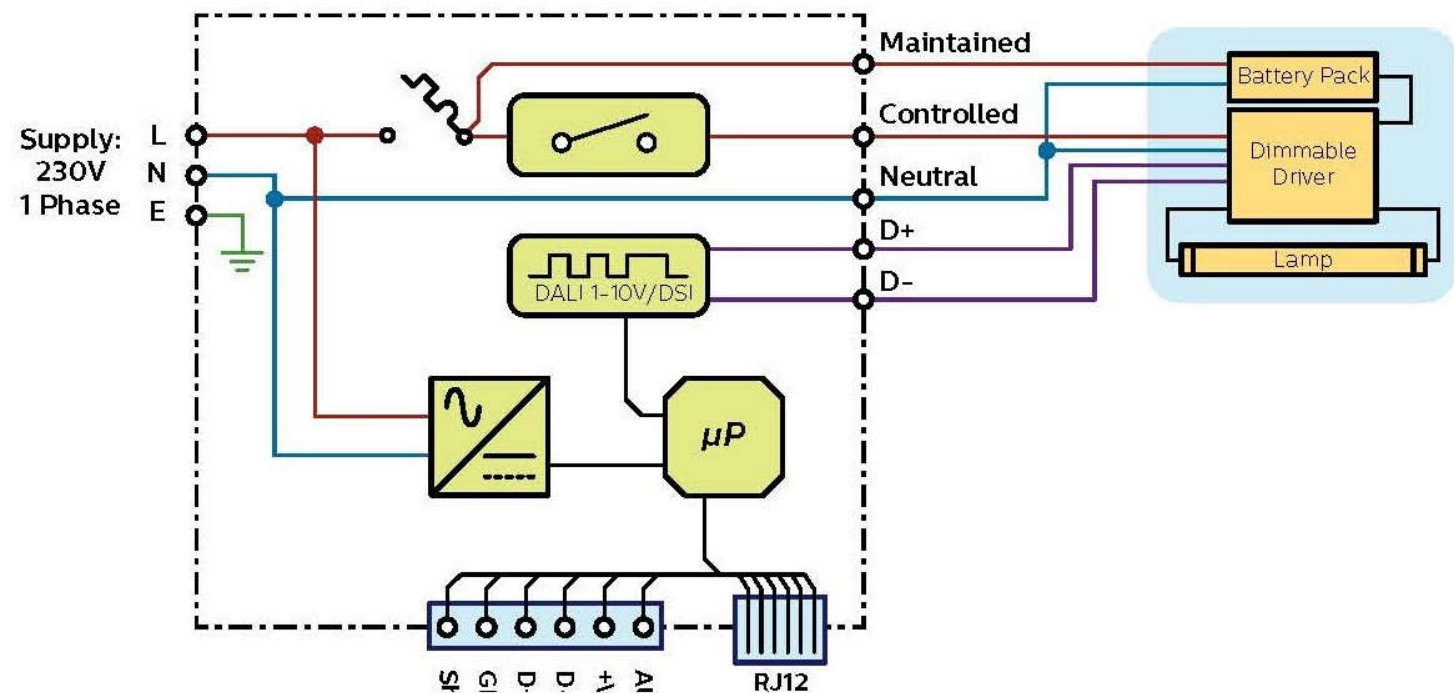 Maintained
Battery Pack
Controlled
Supply:
230V
1 Phase
L
N
E
Dimmable
Driver
Neutral
D+
D-
DALI 1-10V/DSI
Lamp
µP
RJ12